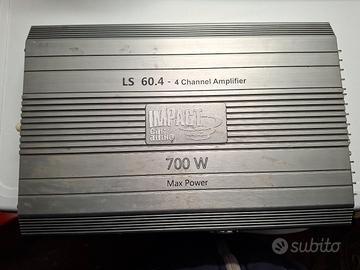 LS 60.4 - 4 Channel Amplifier
IMPACT
car audio
700 W
Max Power
subito